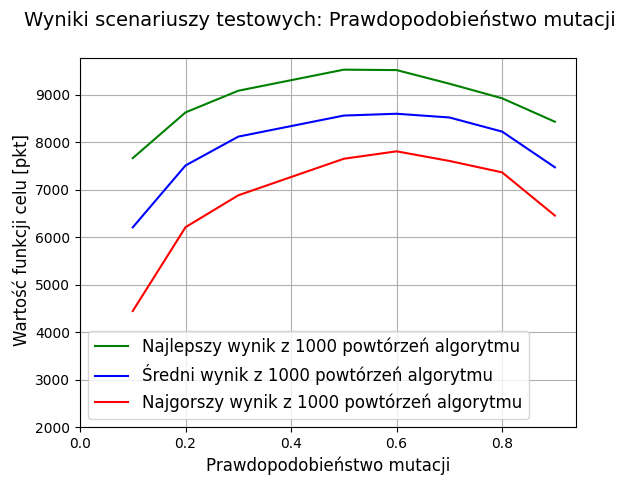 Wyniki scenariuszy testowych: Prawdopodobieństwo mutacji
Wartość funkcji celu [pkt]
9000
8000
7000
6000
5000
4000
3000
2000
Najlepszy wynik z 1000 powtórzeń algorytmu
Średni wynik z 1000 powtórzeń algorytmu
Najgorszy wynik z 1000 powtórzeń algorytmu
0.0 0.2 0.4 0.6 0.8
Prawdopodobieństwo mutacji